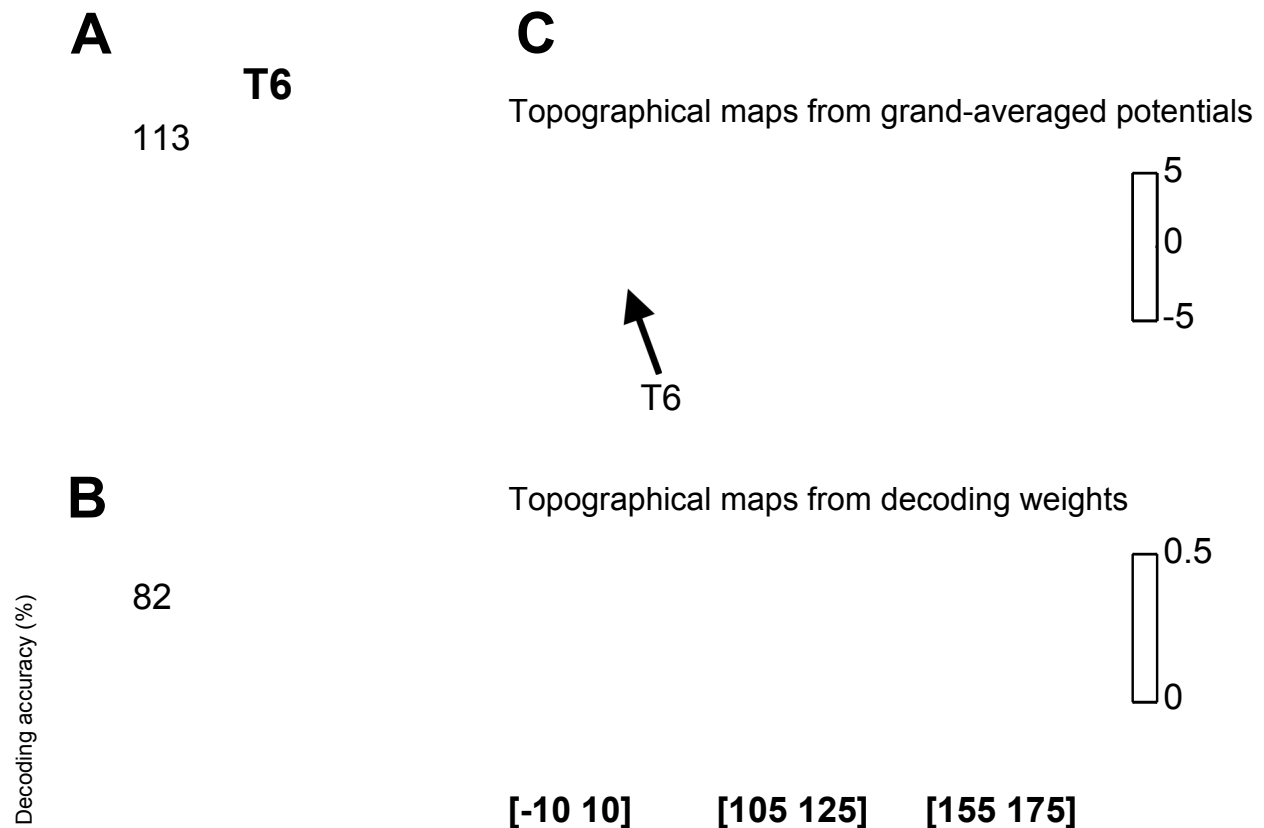 A
T6
113
B
82
Decoding accuracy (%)
C
Topographical maps from grand-averaged potentials
5
0
-5
T6
Topographical maps from decoding weights
0.5
0
[-10 10]
[105 125]
[155 175]